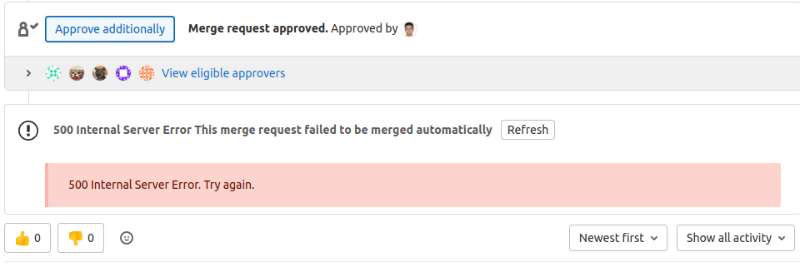 Approve additionally Merge request approved. Approved by
View eligible approvers
500 Internal Server Error This merge request failed to be merged automatically Refresh
500 Internal Server Error. Try again.
0 0 Newest first Show all activity